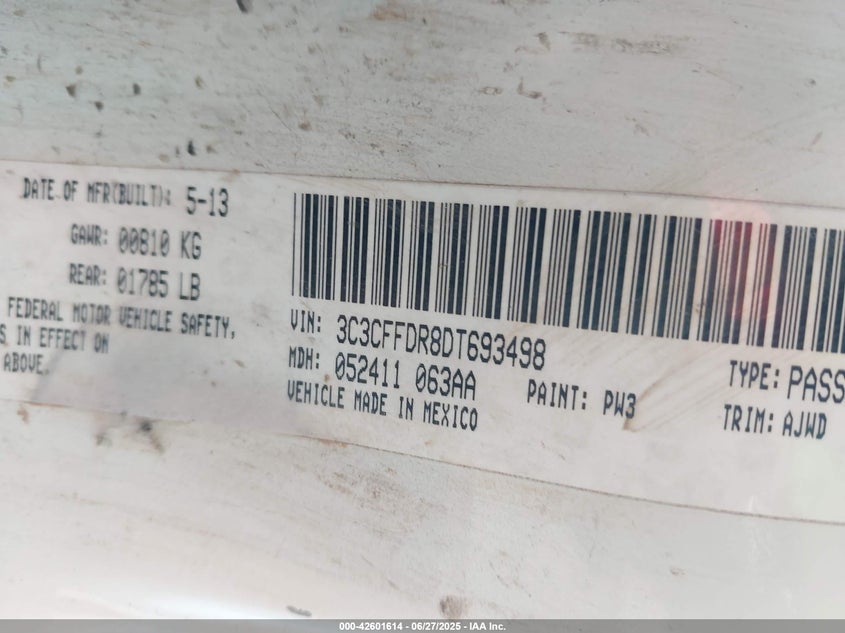 DATE OF MFR(BUILT): 5-13
GAWR: 00810 KG
REAR: 01785 LB
FEDERAL MOTOR VEHICLE SAFETY,
S IN EFFECT ON
ABOVE.
VIN: 3C3CFFDR8DT693498
MDH: 052411 063AA
PAINT: PW3
VEHICLE MADE IN MEXICO
TYPE: PASS
TRIM: AJWD
000-42601614 - 06/27/2025 - IAA Inc.